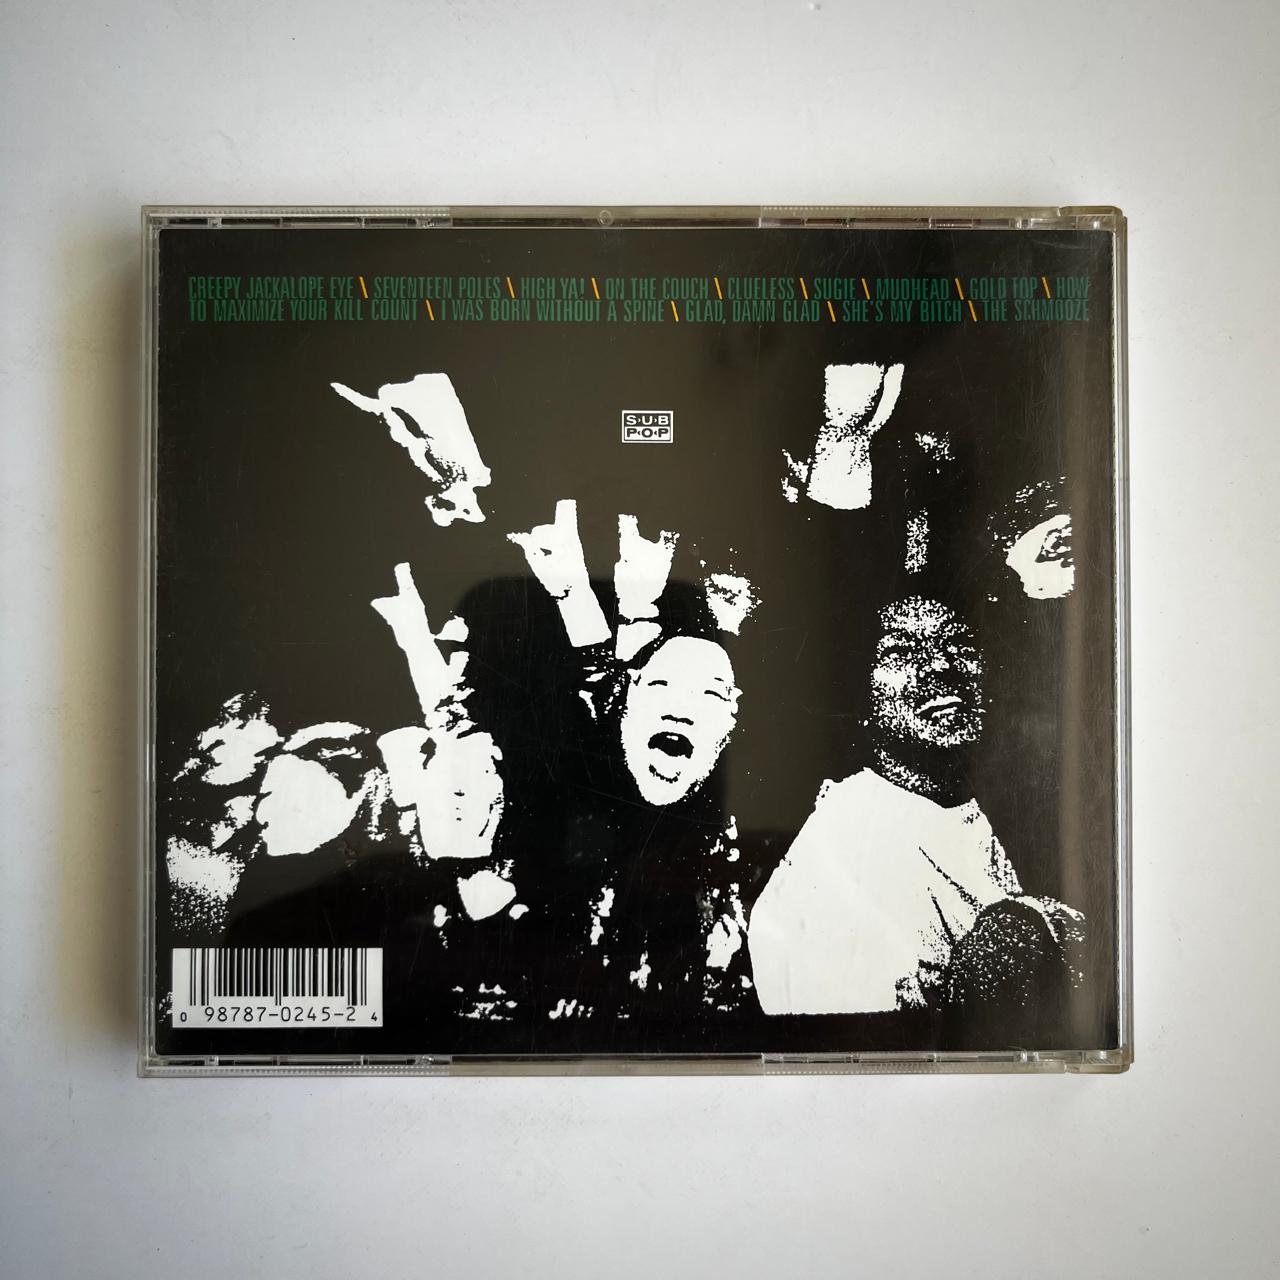 CREEPY JACKALOPE EYE \ SEVENTEEN POLES \ HIGH YA! \ ON THE COUCH \ CLUELESS \ SUGIE \ MUDHEAD \ GOLD TOP \ HOW
TO MAXIMIZE YOUR KILL COUNT \ I WAS BORN WITHOUT A SPINE \ GLAD, DAMN GLAD \ SHE'S MY BITCH \ THE SCHMOOZE
SUB
POP
0 98787-0245-2 4